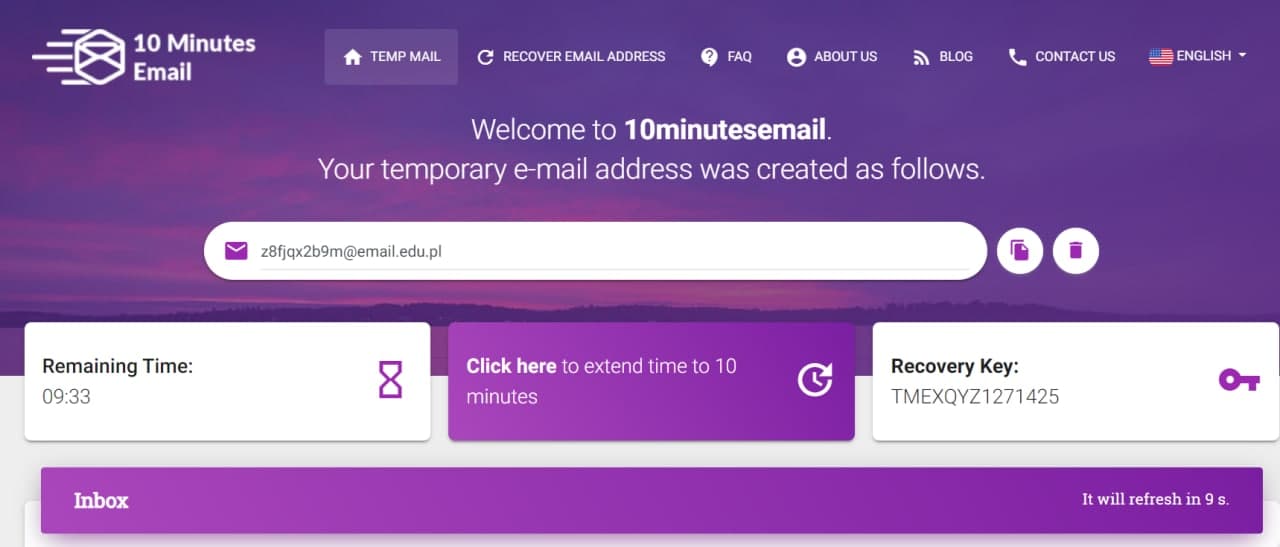 10 Minutes
Email
TEMP MAIL
RECOVER EMAIL ADDRESS
FAQ
ABOUT US
BLOG
CONTACT US
ENGLISH
Welcome to 10minutesemail.
Your temporary e-mail address was created as follows.
z8fjqx2b9m@email.edu.pl
Remaining Time:
09:33
Click here to extend time to 10
minutes
Recovery Key:
TMEXQYZ1271425
Inbox
It will refresh in 9 s.